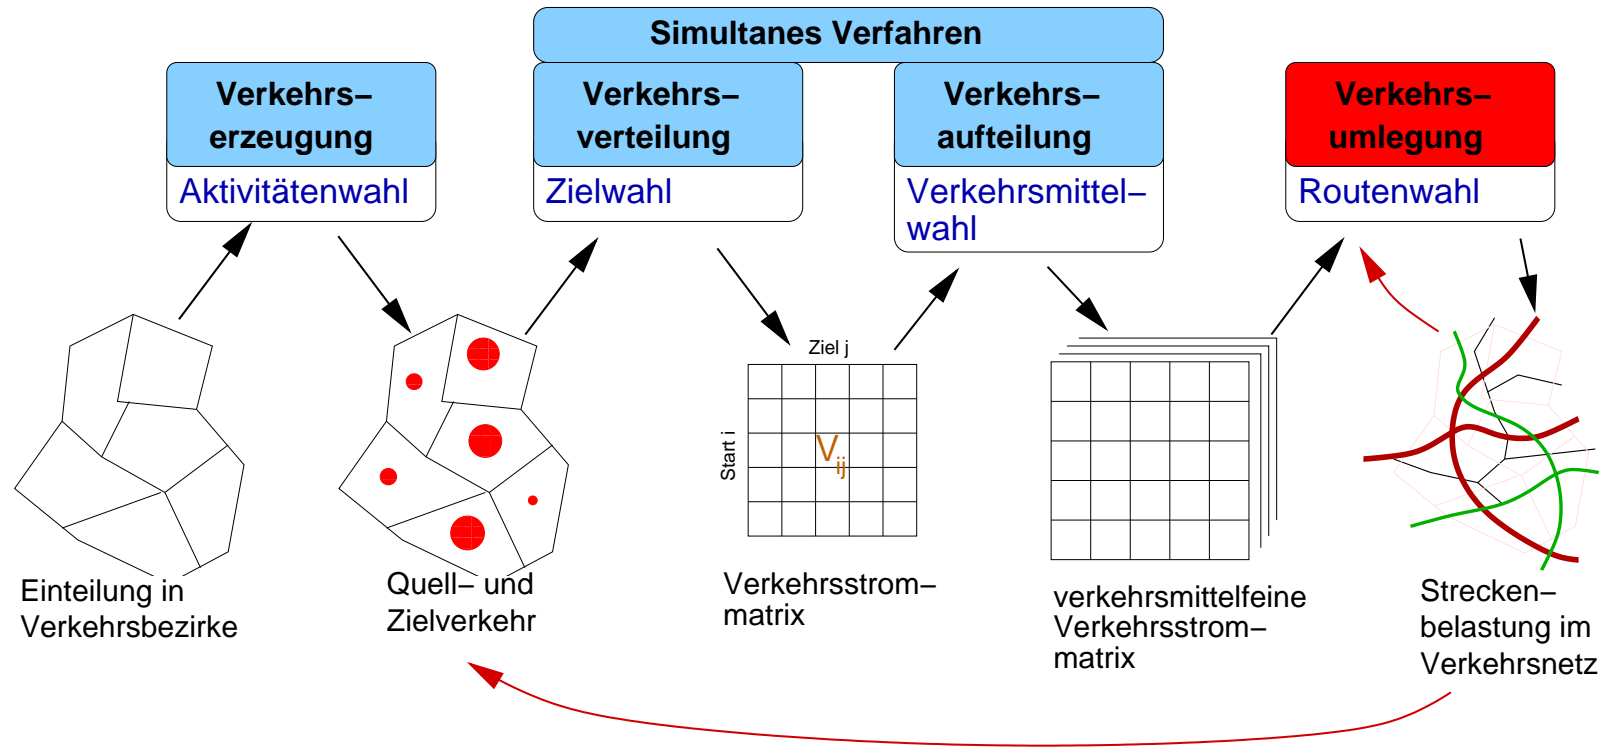 Simultanes Verfahren
Verkehrs–
erzeugung
Aktivitätenwahl
Verkehrs–
verteilung
Zielwahl
Verkehrs–
aufteilung
Verkehrsmittel–
wahl
Verkehrs–
umlegung
Routenwahl
Einteilung in
Verkehrsbezirke
Quell– und
Zielverkehr
Ziel j
Start i
Vij
Verkehrsstrom–
matrix
verkehrsmittelfeine
Verkehrsstrom–
matrix
Strecken–
belastung im
Verkehrsnetz